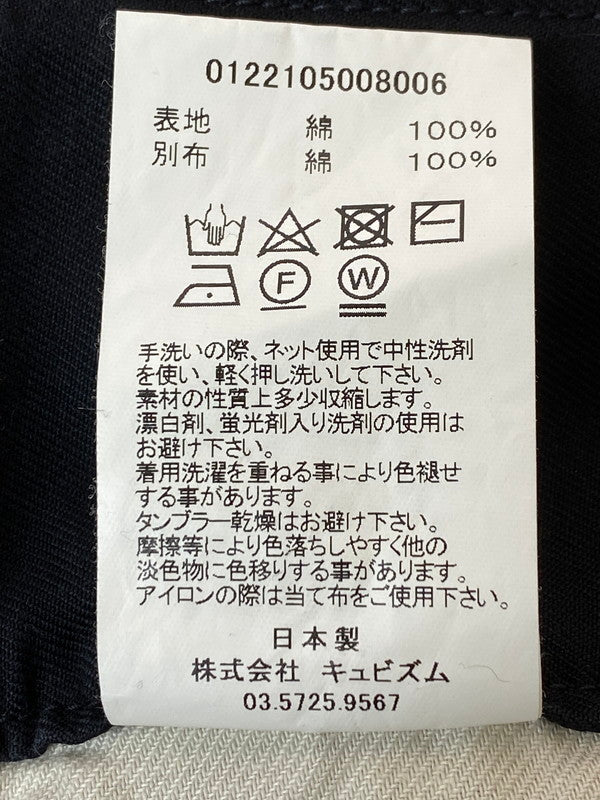 0122105008006
表地 綿 100%
別布 綿 100%
F W
手洗いの際、ネット使用で中性洗剤
を使い、軽く押し洗いして下さい。
素材の性質上多少収縮します。
漂白剤、蛍光剤入り洗剤の使用は
お避け下さい。
着用洗濯を重ねる事により色褪せ
する事があります。
タンブラー乾燥はお避け下さい。
摩擦等により色落ちしやすく他の
淡色物に色移りする事があります。
アイロンの際は当て布をご使用下さい。
日本製
株式会社 キュビズム
03.5725.9567